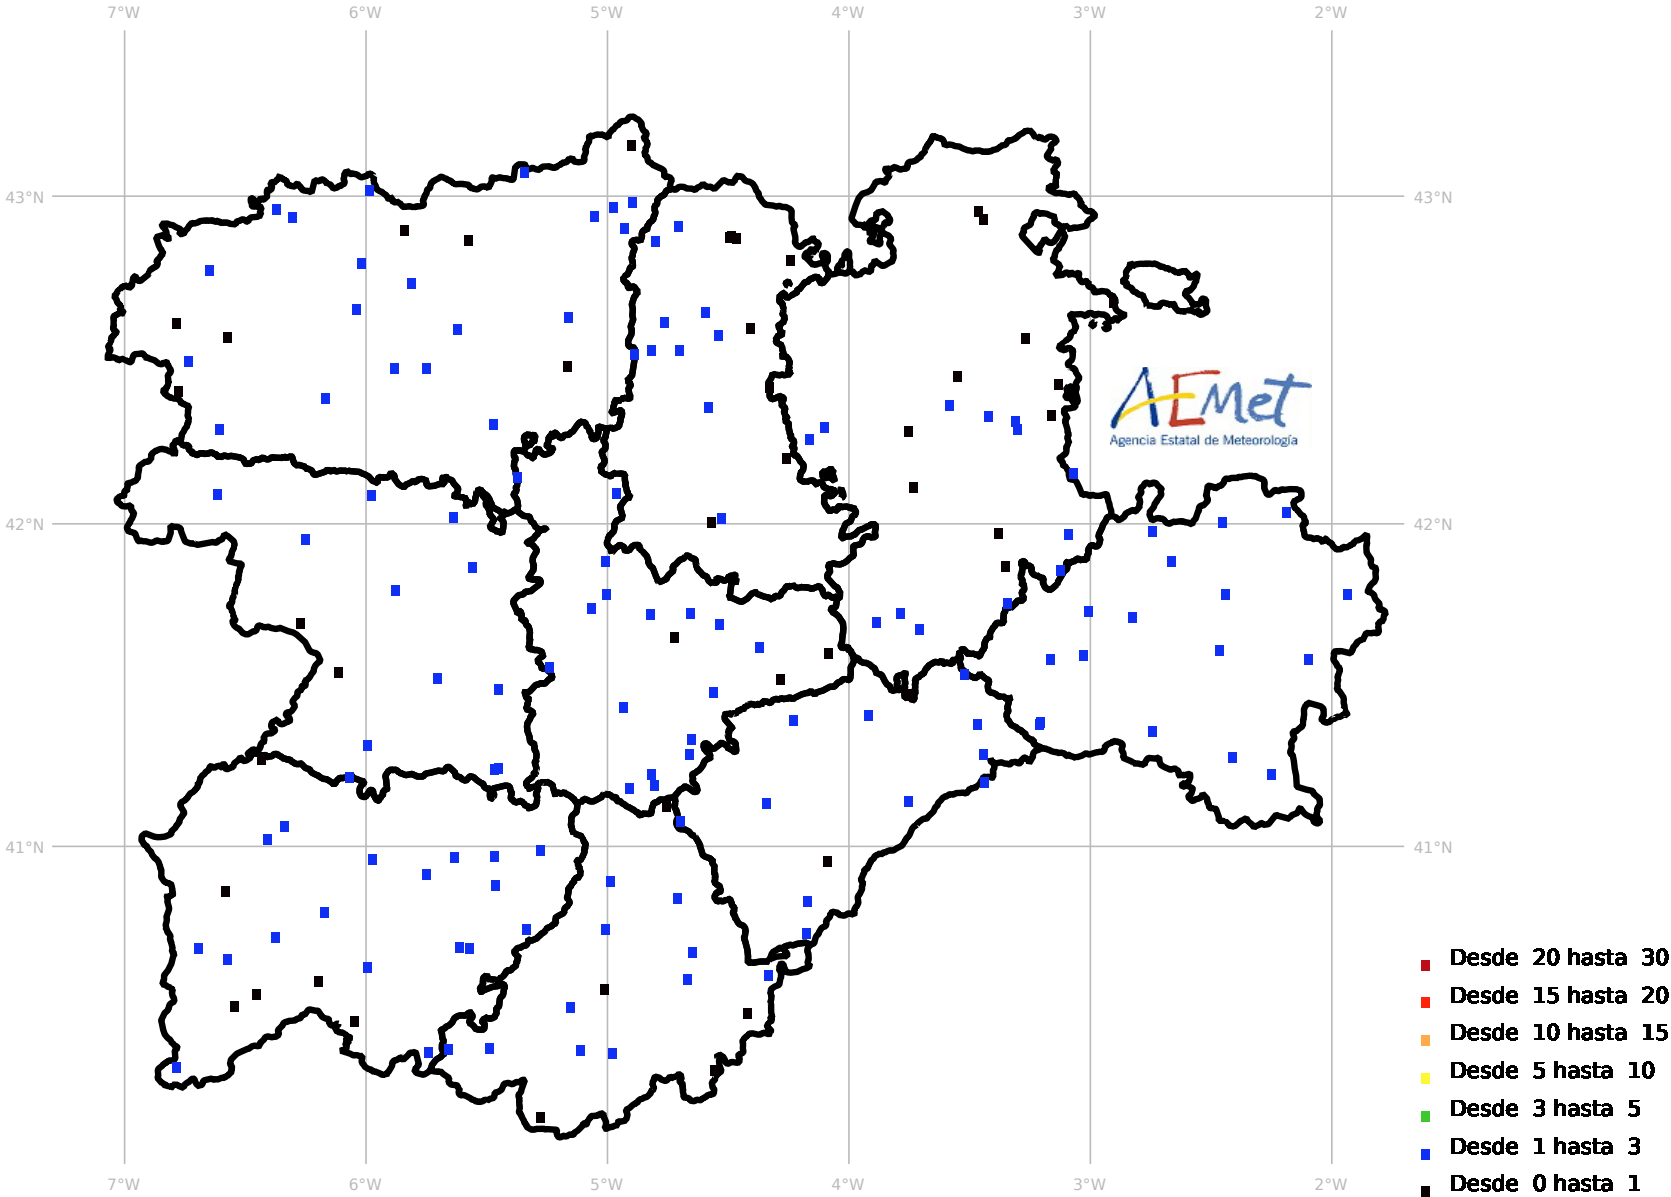 7°W 6°W 5°W 4°W 3°W 2°W
43°N 43°N
AEMet
Agencia Estatal de Meteorología
42°N 42°N
41°N 41°N
Desde 20 hasta 30
Desde 15 hasta 20
Desde 10 hasta 15
Desde 5 hasta 10
Desde 3 hasta 5
Desde 1 hasta 3
Desde 0 hasta 1
7°W 6°W 5°W 4°W 3°W 2°W